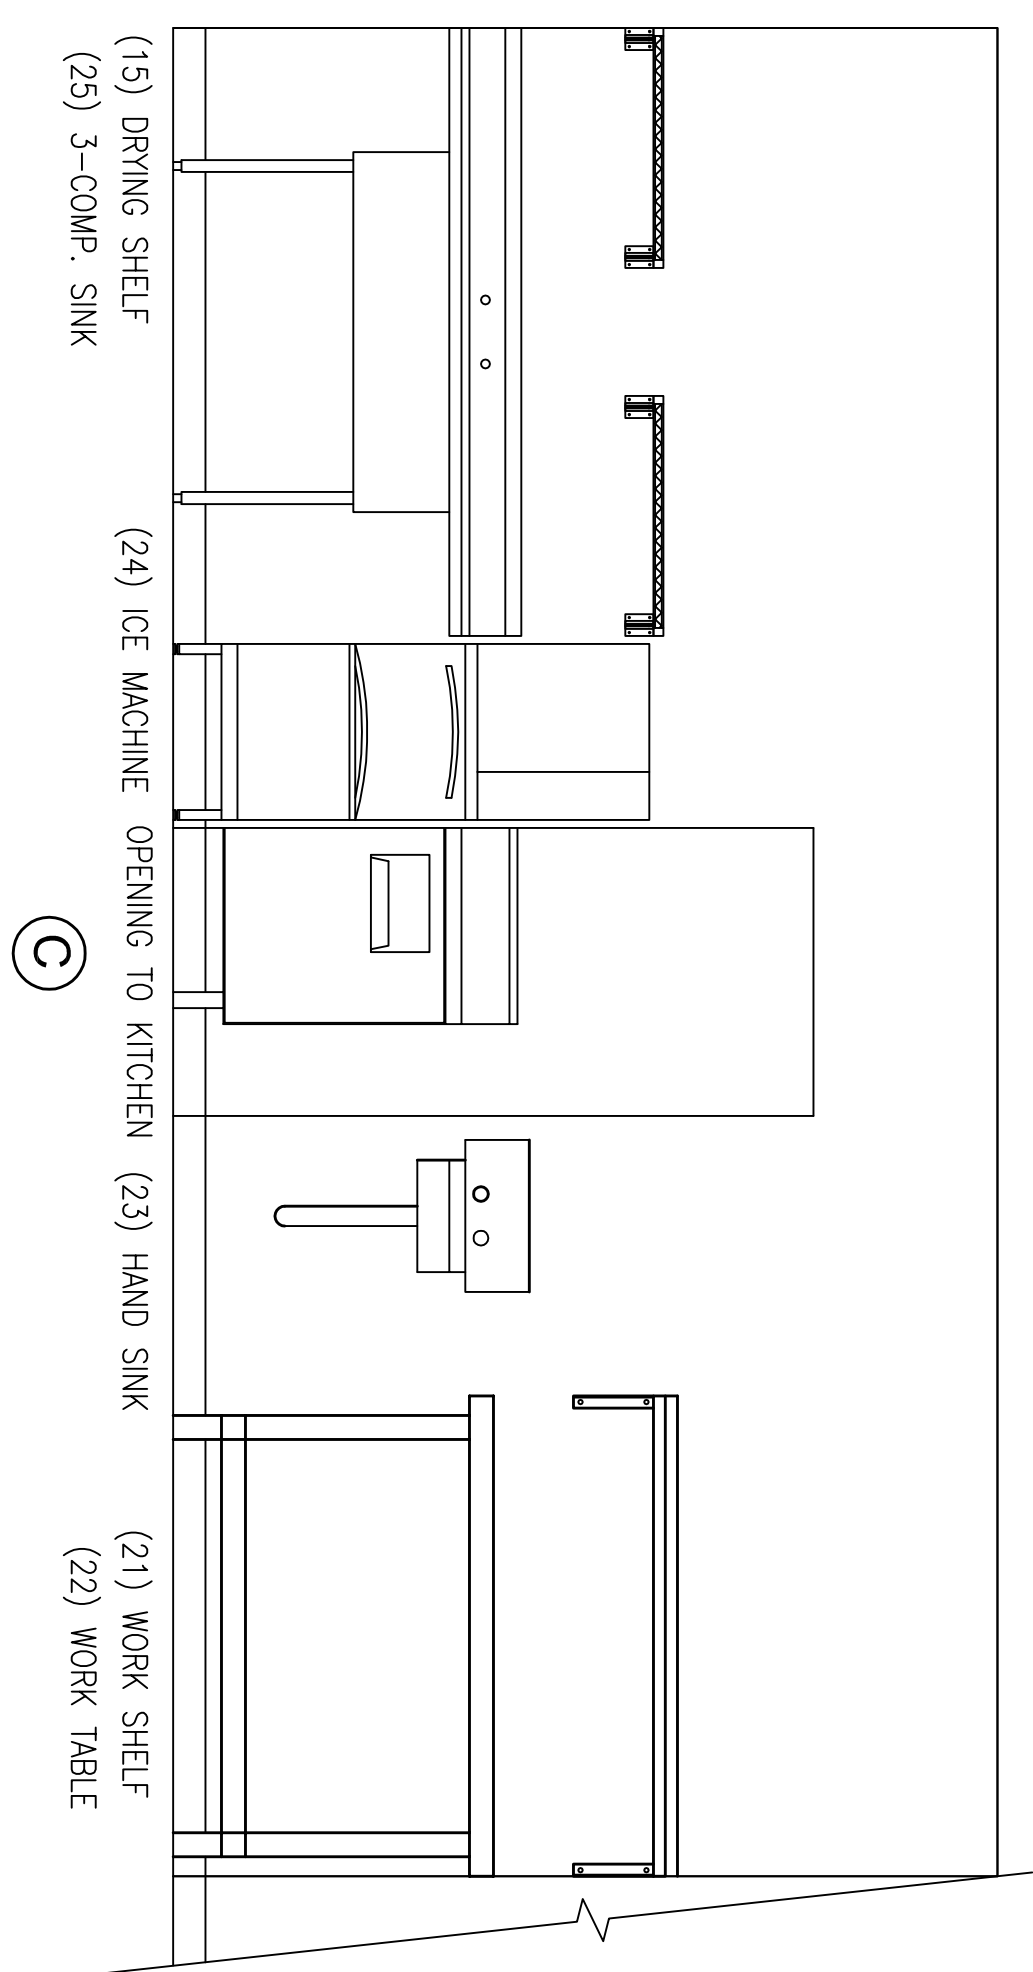 (15) DRYING SHELF
(25) 3-COMP. SINK
(24) ICE MACHINE
OPENING TO KITCHEN
(23) HAND SINK
(21) WORK SHELF
(22) WORK TABLE
C